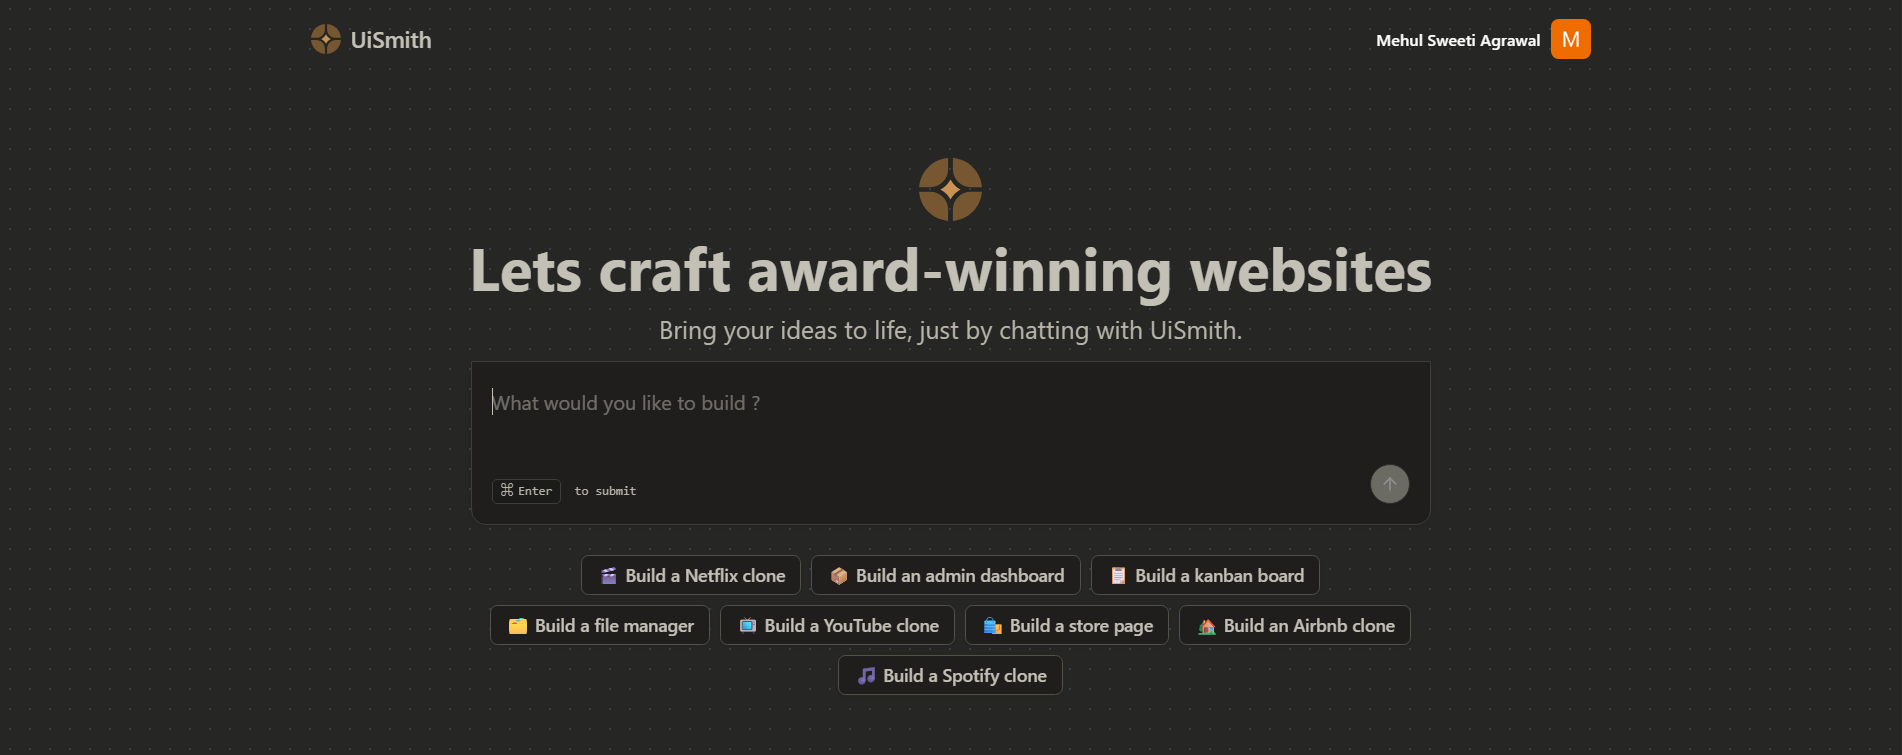 UiSmith
Mehul Sweeti Agrawal M
Lets craft award-winning websites
Bring your ideas to life, just by chatting with UiSmith.
What would you like to build ?
⌘ Enter to submit
Build a Netflix clone Build an admin dashboard Build a kanban board
Build a file manager Build a YouTube clone Build a store page Build an Airbnb clone
Build a Spotify clone